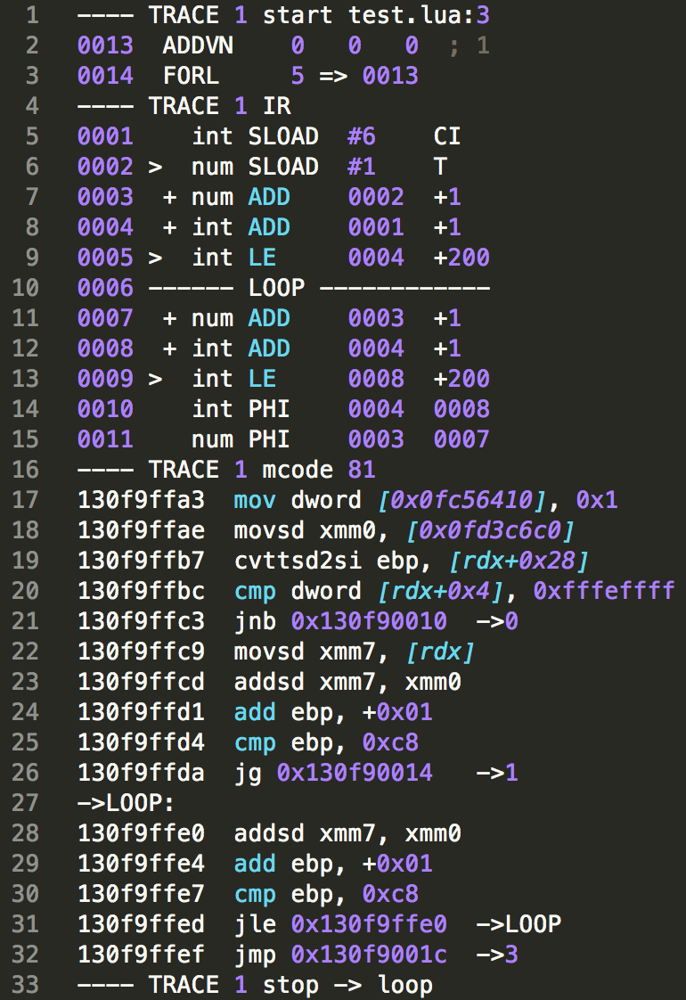 1 ---- TRACE 1 start test.lua:3
2 0013 ADDVN 0 0 0 ; 1
3 0014 FORL 5 => 0013
4 ---- TRACE 1 IR
5 0001 int SLOAD #6 CI
6 0002 > num SLOAD #1 T
7 0003 + num ADD 0002 +1
8 0004 + int ADD 0001 +1
9 0005 > int LE 0004 +200
10 0006 ------ LOOP ------------
11 0007 + num ADD 0003 +1
12 0008 + int ADD 0004 +1
13 0009 > int LE 0008 +200
14 0010 int PHI 0004 0008
15 0011 num PHI 0003 0007
16 ---- TRACE 1 mcode 81
17 130f9ffa3 mov dword [0x0fc56410], 0x1
18 130f9ffae movsd xmm0, [0x0fd3c6c0]
19 130f9ffb7 cvttsd2si ebp, [rdx+0x28]
20 130f9ffbc cmp dword [rdx+0x4], 0xfffeffff
21 130f9ffc3 jnb 0x130f90010 ->0
22 130f9ffc9 movsd xmm7, [rdx]
23 130f9ffcd addsd xmm7, xmm0
24 130f9ffd1 add ebp, +0x01
25 130f9ffd4 cmp ebp, 0xc8
26 130f9ffda jg 0x130f90014 ->1
27 ->LOOP:
28 130f9ffe0 addsd xmm7, xmm0
29 130f9ffe4 add ebp, +0x01
30 130f9ffe7 cmp ebp, 0xc8
31 130f9ffed jle 0x130f9ffe0 ->LOOP
32 130f9ffef jmp 0x130f9001c ->3
33 ---- TRACE 1 stop -> loop